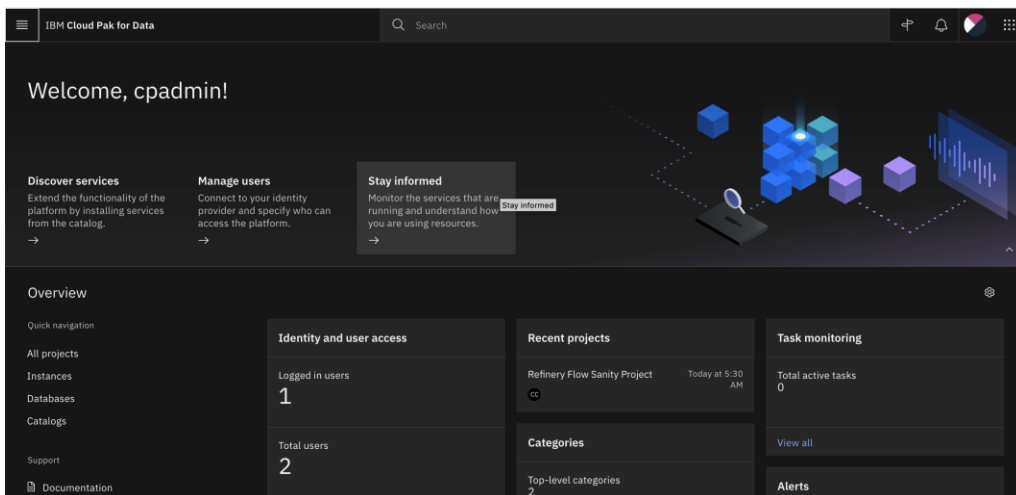 IBM Cloud Pak for Data
Search
Welcome, cpadmin!
Discover services
Extend the functionality of the
platform by installing services
from the catalog.
Manage users
Connect to your identity
provider and specify who can
access the platform.
Stay informed
Monitor the services that are
running and understand how
you are using resources.
Stay informed
Overview
Quick navigation
All projects
Instances
Databases
Catalogs
Support
Documentation
Identity and user access
Logged in users
1
Total users
2
Recent projects
Refinery Flow Sanity Project
Today at 5:30
AM
CC
Categories
Top-level categories
2
Task monitoring
Total active tasks
0
View all
Alerts